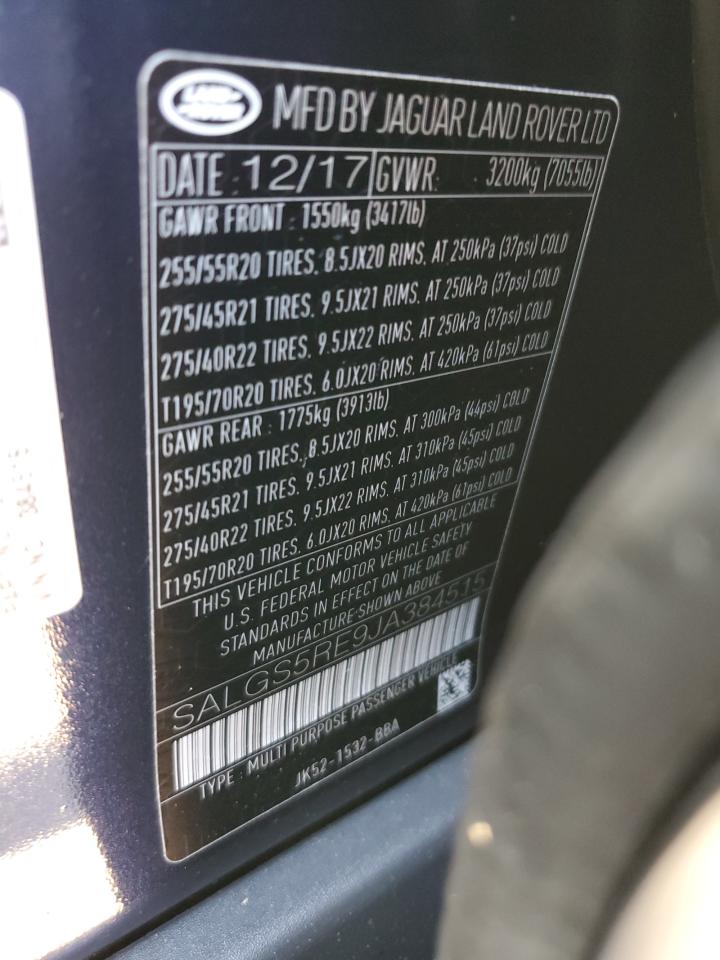 LAND ROVER
MFD BY JAGUAR LAND ROVER LTD
DATE : 12/17 GVWR: 3200kg (7055lb)
GAWR FRONT : 1550kg (3417lb)
255/55R20 TIRES, 8.5JX20 RIMS, AT 250kPa (37psi) COLD
275/45R21 TIRES, 9.5JX21 RIMS, AT 250kPa (37psi) COLD
275/40R22 TIRES, 9.5JX22 RIMS, AT 250kPa (37psi) COLD
T195/70R20 TIRES, 6.0JX20 RIMS, AT 420kPa (61psi) COLD
GAWR REAR : 1775kg (3913lb)
255/55R20 TIRES, 8.5JX20 RIMS, AT 300kPa (44psi) COLD
275/45R21 TIRES, 9.5JX21 RIMS, AT 310kPa (45psi) COLD
275/40R22 TIRES, 9.5JX22 RIMS, AT 310kPa (45psi) COLD
T195/70R20 TIRES, 6.0JX20 RIMS, AT 420kPa (61psi) COLD
THIS VEHICLE CONFORMS TO ALL APPLICABLE
U.S. FEDERAL MOTOR VEHICLE SAFETY
STANDARDS IN EFFECT ON THE DATE OF
MANUFACTURE SHOWN ABOVE
SALGS5RE9JA384515
TYPE : MULTI PURPOSE PASSENGER VEHICLE
JK52-1532-BBA